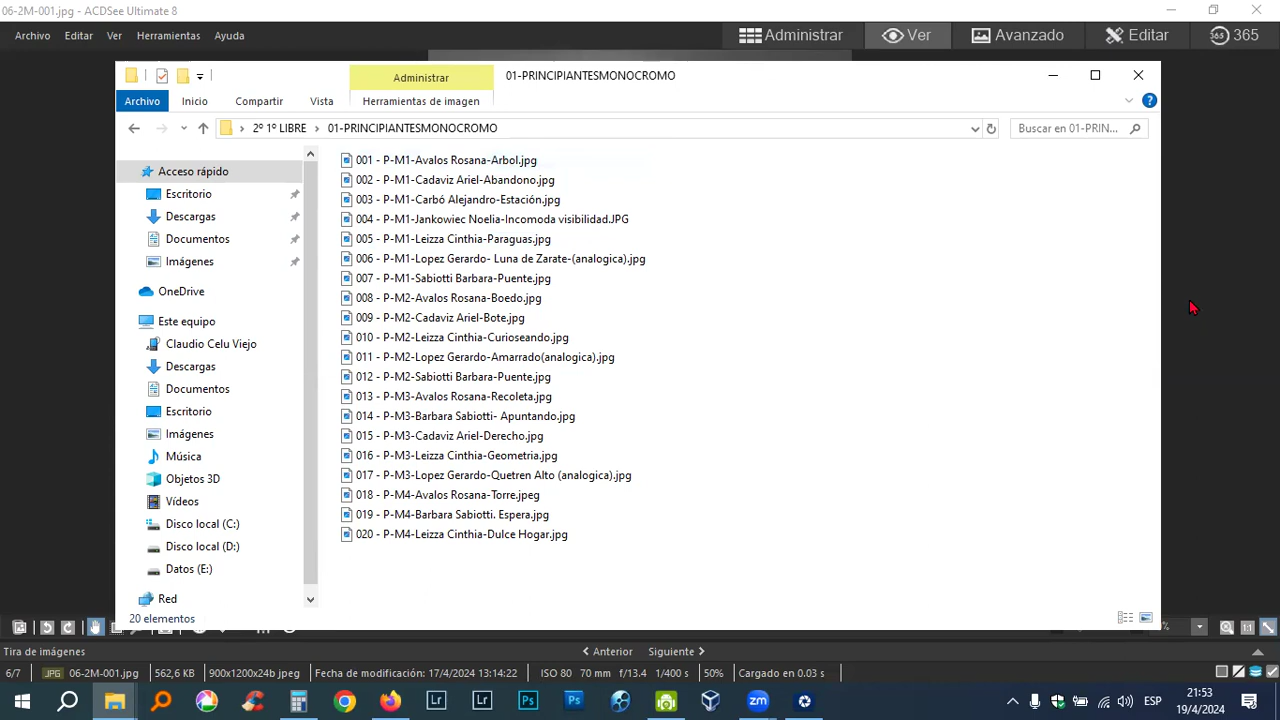 06-2M-001.jpg - ACDSee Ultimate 8
Archivo Editar Ver Herramientas Ayuda
Administrar Ver Avanzado Editar 365 365
Administrar 01-PRINCIPIANTESMONOCROMO
Archivo Inicio Compartir Vista Herramientas de imagen
2º 1º LIBRE 01-PRINCIPIANTESMONOCROMO Buscar en 01-PRIN...
Acceso rápido
Escritorio
Descargas
Documentos
Imágenes
OneDrive
Este equipo
Claudio Celu Viejo
Descargas
Documentos
Escritorio
Imágenes
Música
Objetos 3D
Vídeos
Disco local (C:)
Disco local (D:)
Datos (E:)
Red
001 - P-M1-Avalos Rosana-Arbol.jpg
002 - P-M1-Cadaviz Ariel-Abandono.jpg
003 - P-M1-Carbó Alejandro-Estación.jpg
004 - P-M1-Jankowiec Noelia-Incomoda visibilidad.JPG
005 - P-M1-Leizza Cinthia-Paraguas.jpg
006 - P-M1-Lopez Gerardo- Luna de Zarate-(analogica).jpg
007 - P-M1-Sabiotti Barbara-Puente.jpg
008 - P-M2-Avalos Rosana-Boedo.jpg
009 - P-M2-Cadaviz Ariel-Bote.jpg
010 - P-M2-Leizza Cinthia-Curioseando.jpg
011 - P-M2-Lopez Gerardo-Amarrado(analogica).jpg
012 - P-M2-Sabiotti Barbara-Puente.jpg
013 - P-M3-Avalos Rosana-Recoleta.jpg
014 - P-M3-Barbara Sabiotti- Apuntando.jpg
015 - P-M3-Cadaviz Ariel-Derecho.jpg
016 - P-M3-Leizza Cinthia-Geometria.jpg
017 - P-M3-Lopez Gerardo-Quetren Alto (analogica).jpg
018 - P-M4-Avalos Rosana-Torre.jpeg
019 - P-M4-Barbara Sabiotti. Espera.jpg
020 - P-M4-Leizza Cinthia-Dulce Hogar.jpg
20 elementos
Tira de imágenes Anterior Siguiente
6/7 JPG 06-2M-001.jpg 562,6 KB 900x1200x24b jpeg Fecha de modificación: 17/4/2024 13:14:22 ISO 80 70 mm f/13.4 1/400 s 50% Cargado en 0.03 s
Lr Lr Ps Ps zm ESP 21:53
19/4/2024